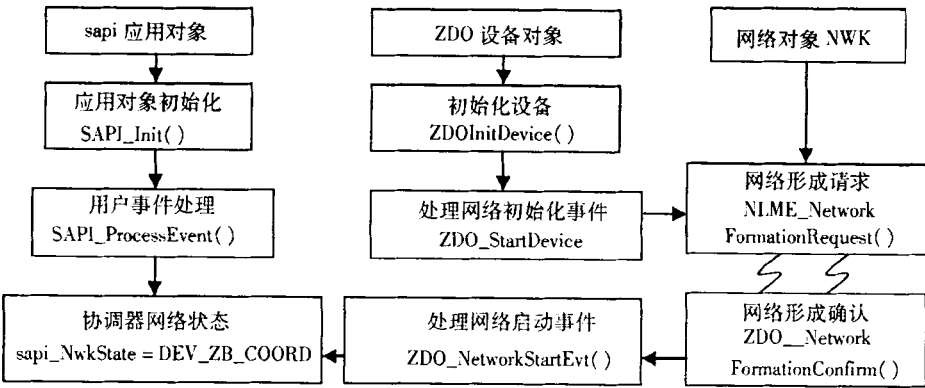 sapi 应用对象
ZDO 设备对象
网络对象 NWK
应用对象初始化
SAPI_Init( )
初始化设备
ZDOInitDevice( )
用户事件处理
SAPI_ProcessEvent( )
处理网络初始化事件
ZDO_StartDevice
网络形成请求
NLME_Network
FormationRequest( )
协调器网络状态
sapi_NwkState = DEV_ZB_COORD
处理网络启动事件
ZDO_NetworkStartEvt( )
网络形成确认
ZDO__Network
FormationConfirm( )